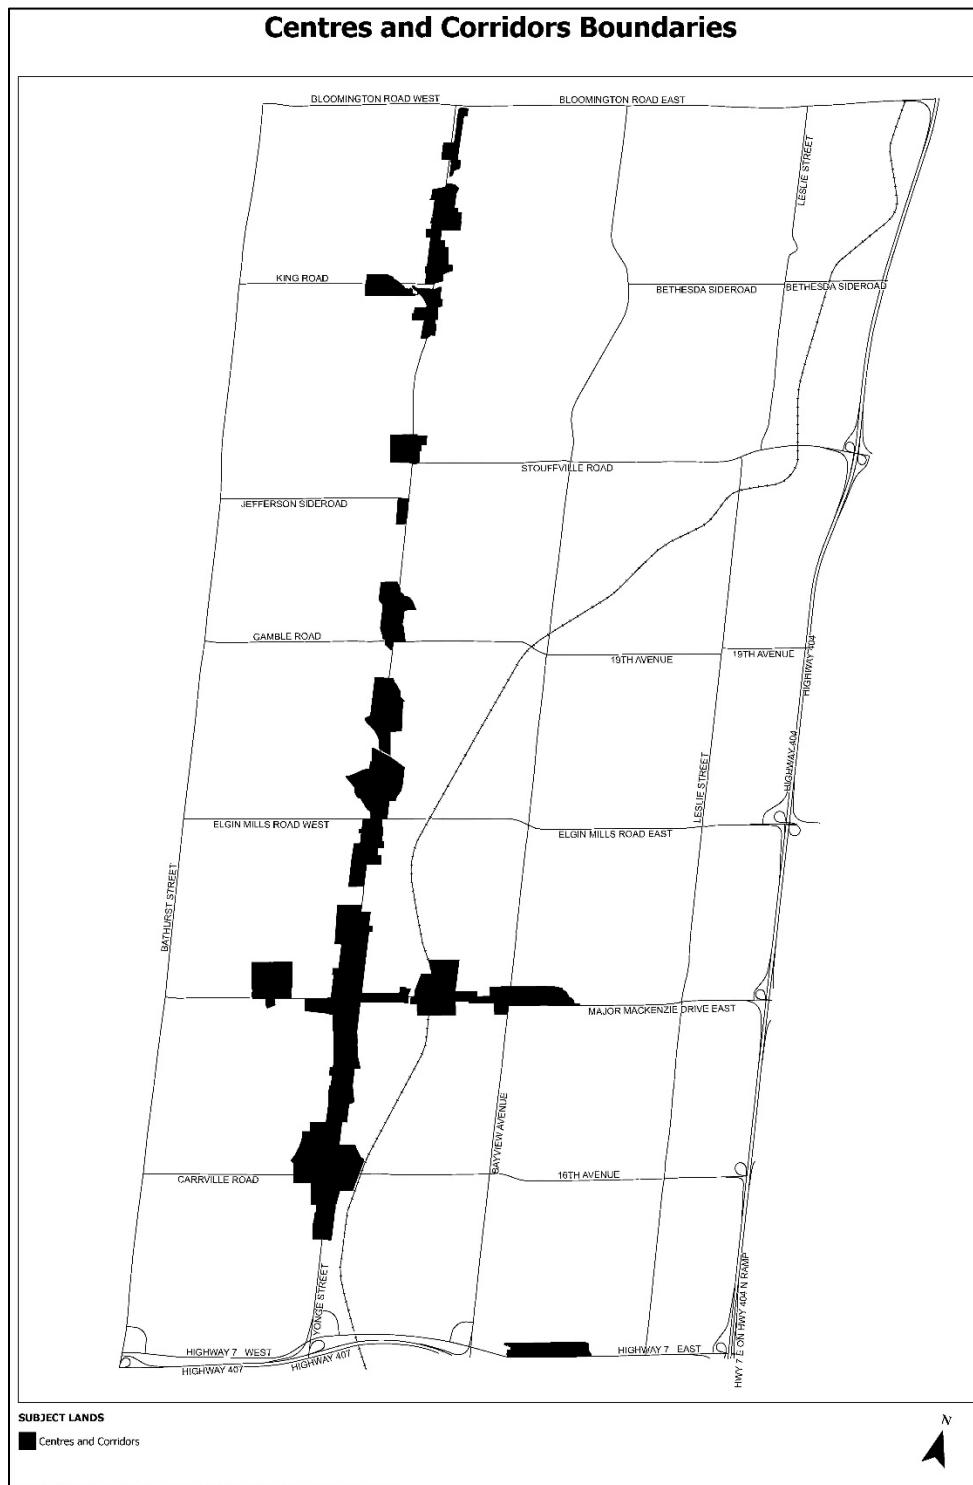 Centres and Corridors Boundaries
BLOOMINGTON ROAD WEST
BLOOMINGTON ROAD EAST
LESLIE STREET
KING ROAD
BETHESDA SIDEROAD
BETHESDA SIDEROAD
STOUFFVILLE ROAD
JEFFERSON SIDEROAD
GAMBLE ROAD
19TH AVENUE
19TH AVENUE
HIGHWAY 404
HIGHWAY 404
LESLIE STREET
ELGIN MILLS ROAD WEST
ELGIN MILLS ROAD EAST
BATHURST STREET
MAJOR MACKENZIE DRIVE EAST
BAYVIEW AVENUE
CARRVILLE ROAD
16TH AVENUE
YONGE STREET
HWY 7 E ON HWY 404 N RAMP
HIGHWAY 7 WEST
HIGHWAY 407
HIGHWAY 407
HIGHWAY 7 EAST
SUBJECT LANDS
Centres and Corridors
N